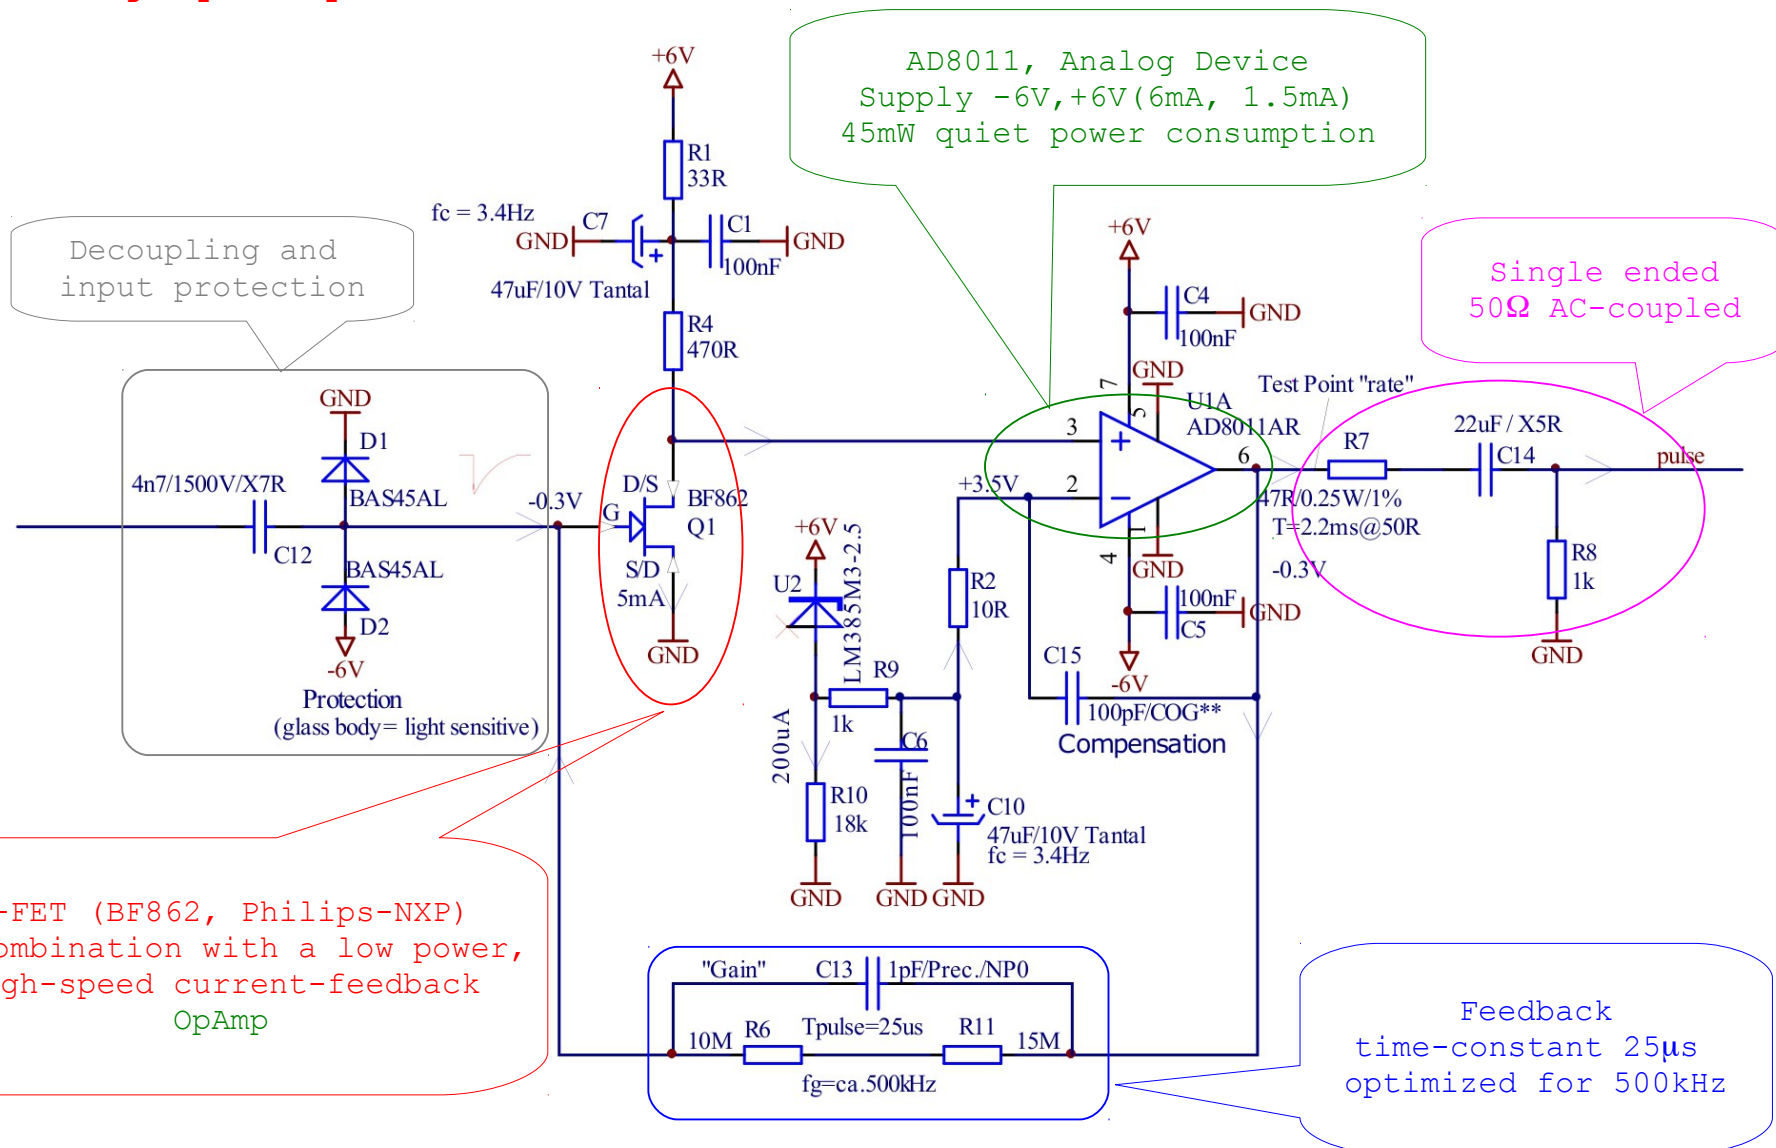 +6V
AD8011, Analog Device
Supply -6V,+6V(6mA, 1.5mA)
45mW quiet power consumption
R1
33R
fc = 3.4Hz
C7
GND
C1
GND
100nF
47uF/10V Tantal
Decoupling and
input protection
R4
470R
+6V
C4
GND
100nF
Single ended
50Ω AC-coupled
GND
D1
4n7/1500V/X7R
BAS45AL
C12
BAS45AL
D2
-6V
Protection
(glass body= light sensitive)
-0.3V
D/S
G
BF862
Q1
S/D
5mA
GND
7
GND
5
U1A
AD8011AR
3
2
6
1
4
GND
+3.5V
Test Point "rate"
R7
22uF / X5R
C14
pulse
47R/0.25W/1%
T=2.2ms@50R
-0.3V
R8
1k
GND
+6V
U2
LM385M3-2.5
R2
10R
100nF
GND
C5
-6V
C15
100pF/COG**
Compensation
R9
1k
200uA
C6
100nF
R10
18k
C10
47uF/10V Tantal
fc = 3.4Hz
GND
GND
GND
-FET (BF862, Philips-NXP)
ombination with a low power,
gh-speed current-feedback
OpAmp
"Gain"
C13
1pF/Prec./NP0
10M
R6
Tpulse=25us
R11
15M
fg=ca.500kHz
Feedback
time-constant 25µs
optimized for 500kHz